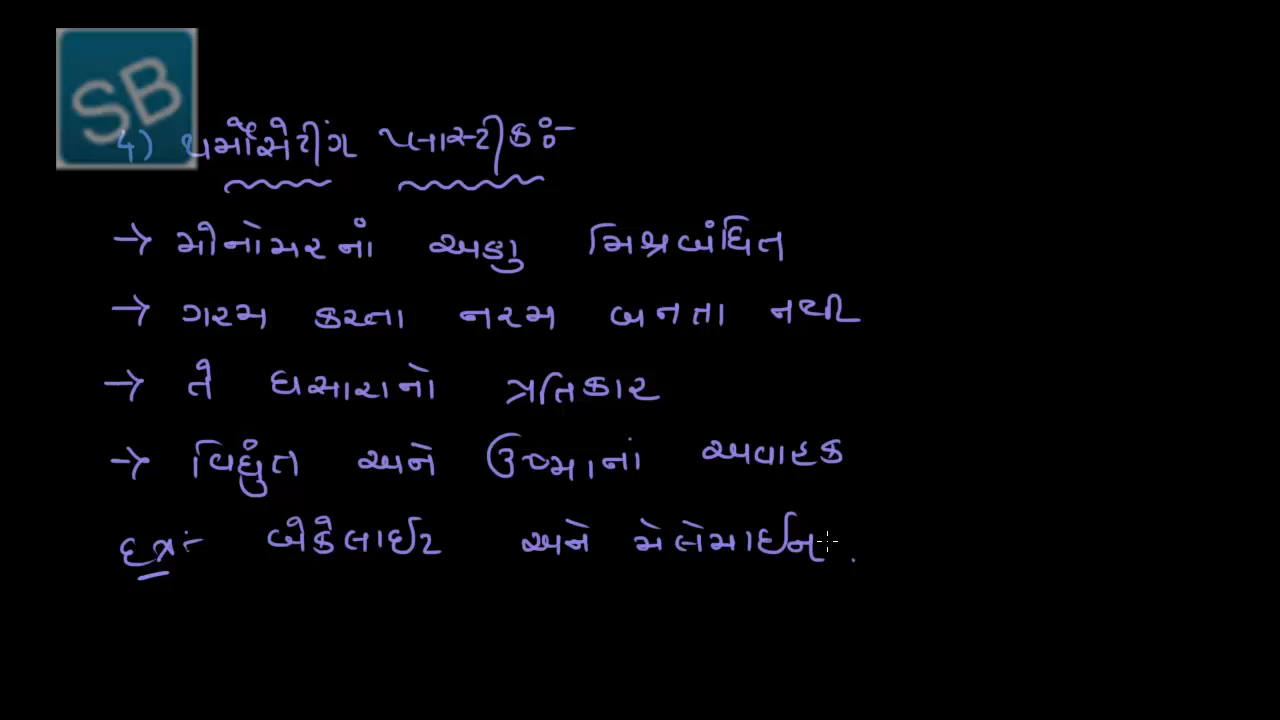 SB
4) થર્મોસેટીંગ પ્લાસ્ટીક :-
→ મોનોમરનાં અણુ મિશ્રબંધિત
→ ગરમ કરતા નરમ બનતા નથી
→ તે ઘસારાનો પ્રતિકાર
→ વિદ્યુંત અને ઉષ્માનાં અવાહક
દા.ત :- બેકેલાઈટ અને મેલેમાઈન .